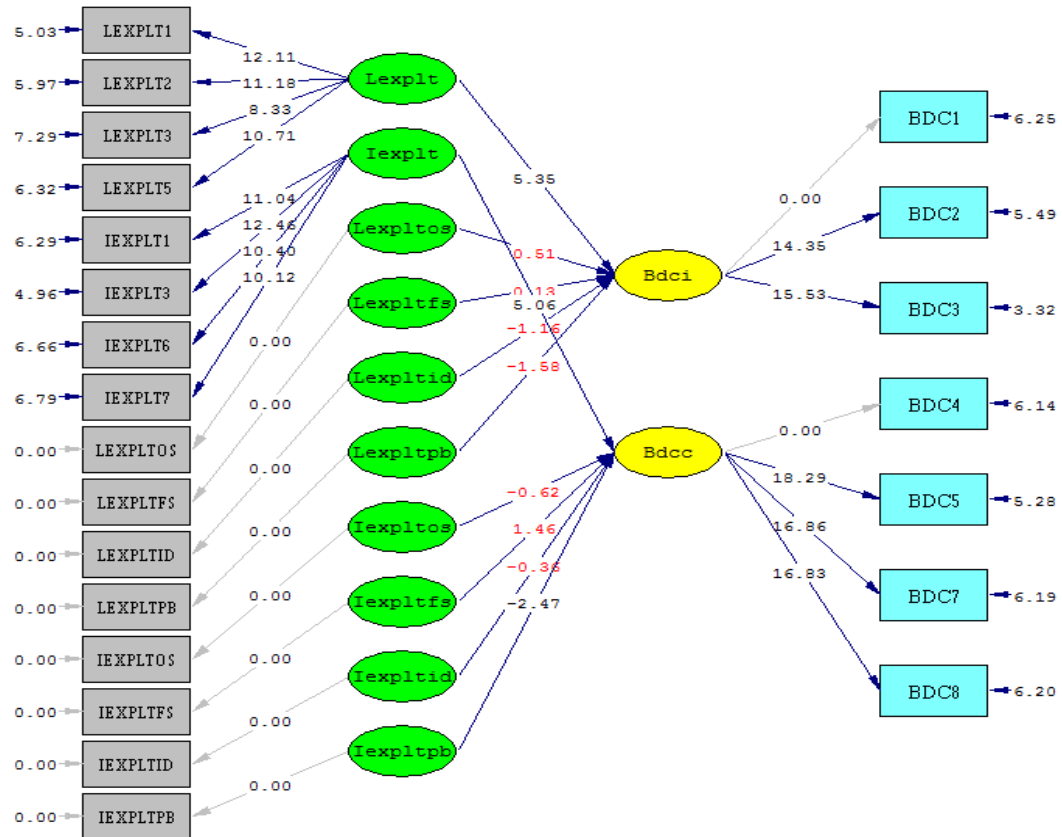 5.03 LEXPLT1
5.97 LEXPLT2
7.29 LEXPLT3
6.32 LEXPLT5
6.29 IEXPLT1
4.96 IEXPLT3
6.66 IEXPLT6
6.79 IEXPLT7
0.00 LEXPLTOS
0.00 LEXPLTFS
0.00 LEXPLTID
0.00 LEXPLTPB
0.00 IEXPLTOS
0.00 IEXPLTFS
0.00 IEXPLTID
0.00 IEXPLTPB
12.11
11.18
8.33
10.71
11.04
12.46
10.40
10.12
0.00
0.00
0.00
0.00
0.00
0.00
0.00
0.00
Lexplt
Iexplt
Lexpltos
Lexpltfs
Lexpltid
Lexpltpb
Iexpltos
Iexpltfs
Iexpltid
Iexpltpb
5.35
0.51
0.13
5.06
-1.16
-1.58
-0.62
1.46
-0.36
-2.47
Bdci
Bdcc
0.00
14.35
15.53
0.00
18.29
16.86
16.83
BDC1 6.25
BDC2 5.49
BDC3 3.32
BDC4 6.14
BDC5 5.28
BDC7 6.19
BDC8 6.20